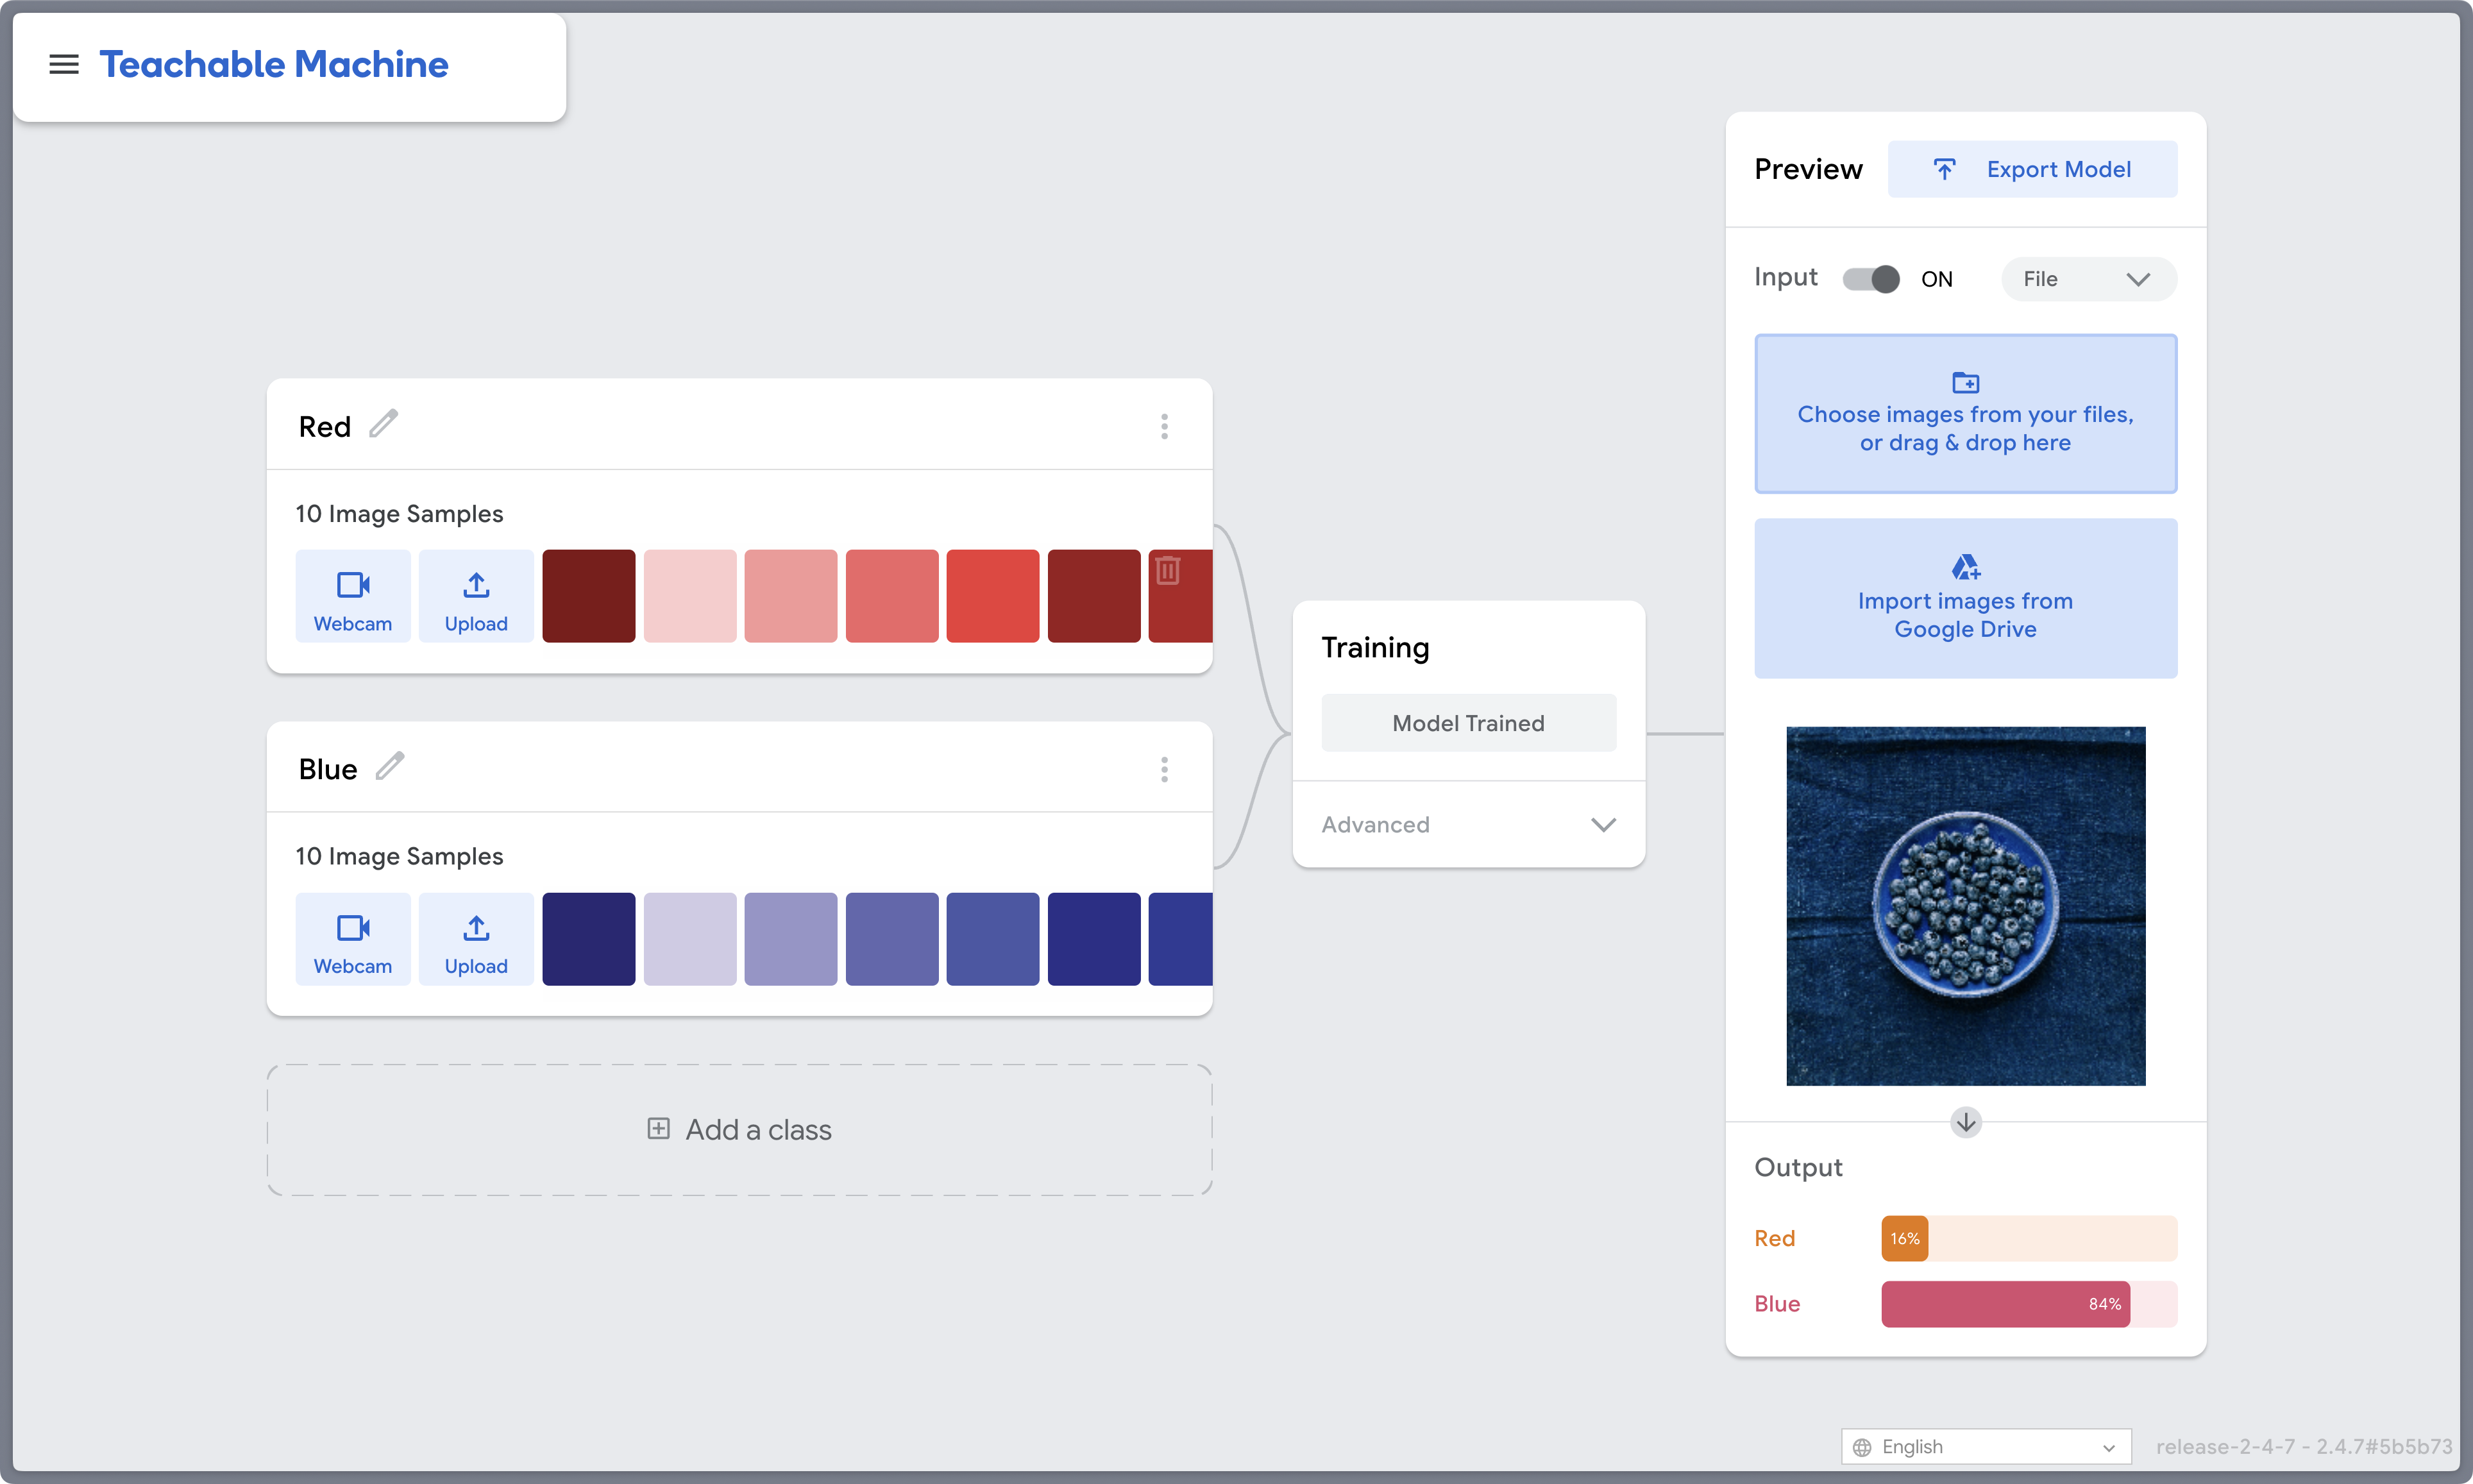 Teachable Machine
Preview
Export Model
Input
ON
File
Choose images from your files,
or drag & drop here
Import images from
Google Drive
Red
10 Image Samples
Webcam
Upload
Blue
10 Image Samples
Webcam
Upload
Add a class
Training
Model Trained
Advanced
Output
Red
16%
Blue
84%
English
release-2-4-7 - 2.4.7#5b5b73